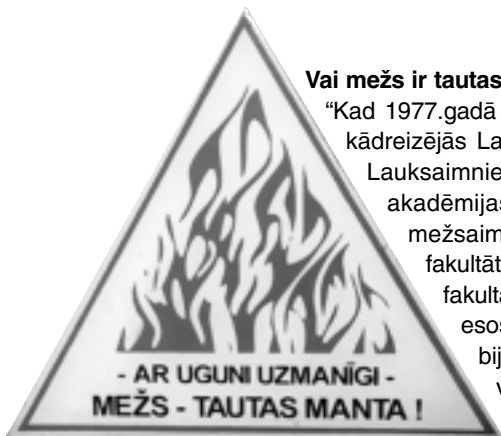 Vai mežs ir tautas
“Kad 1977.gadā
kādreizējās La
Lauksaimnie
akadēmijas
mežsaim
fakultāt
fakulta
esos
bij
v
- AR UGUNI UZMANĪGI -
MEŽS - TAUTAS MANTA !